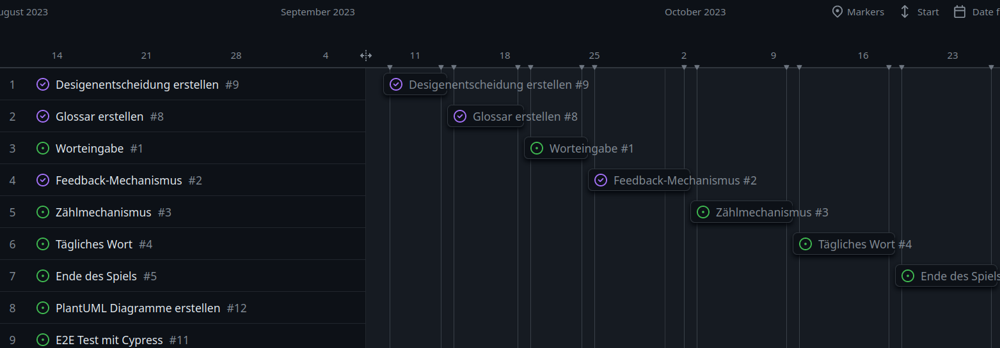 ugust 2023 September 2023 October 2023 Markers Start Date f
14 21 28 4 11 18 25 2 9 16 23
1 Desigenentscheidung erstellen #9 Desigenentscheidung erstellen #9
2 Glossar erstellen #8 Glossar erstellen #8
3 Worteingabe #1 Worteingabe #1
4 Feedback-Mechanismus #2 Feedback-Mechanismus #2
5 Zählmechanismus #3 Zählmechanismus #3
6 Tägliches Wort #4 Tägliches Wort #4
7 Ende des Spiels #5 Ende des Spiels
8 PlantUML Diagramme erstellen #12
9 E2E Test mit Cypress #11